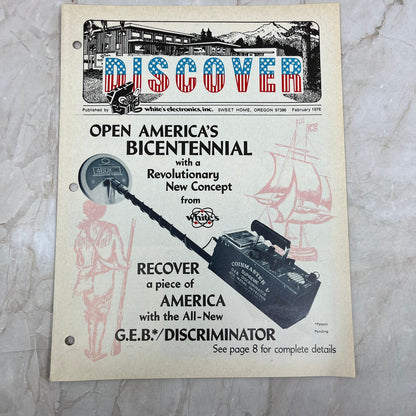 DISCOVER
Published by white's electronics, inc. SWEET HOME, OREGON 97386 February 1976
OPEN AMERICA'S
BICENTENNIAL
with a
Revolutionary
New Concept
from
white's
COINMASTER
RECOVER
a piece of
AMERICA
with the All-New
G.E.B.*/DISCRIMINATOR
*Patent
Pending
See page 8 for complete details